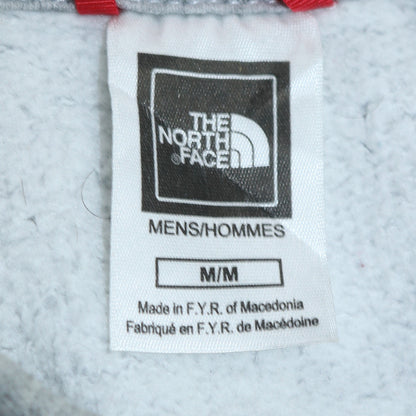 THE
NORTH
®FACE
MENS/HOMMES
M/M
Made in F.Y.R. of Macedonia
Fabriqué en F.Y.R. de Macédoine